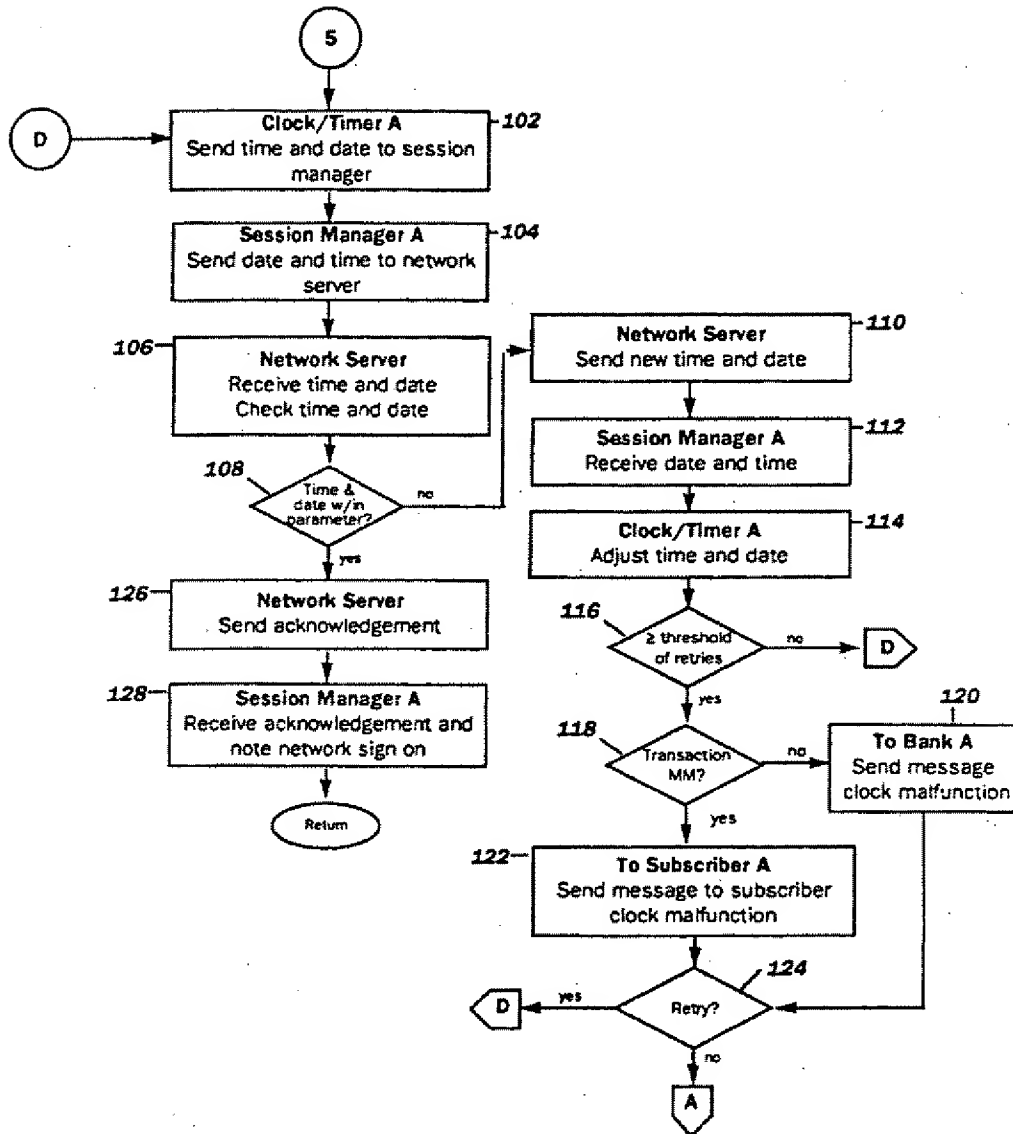 5
D
Clock/Timer A
Send time and date to session
manager
102
Session Manager A
Send date and time to network
server
104
106
Network Server
Receive time and date
Check time and date
108
Time &
date w/in
parameter?
no
yes
126
Network Server
Send acknowledgement
128
Session Manager A
Receive acknowledgement and
note network sign on
Return
Network Server
Send new time and date
110
Session Manager A
Receive date and time
112
Clock/Timer A
Adjust time and date
114
116
≥ threshold
of retries
no
D
yes
118
Transaction
MM?
no
120
To Bank A
Send message
clock malfunction
yes
122
To Subscriber A
Send message to subscriber
clock malfunction
124
Retry?
yes
D
no
A